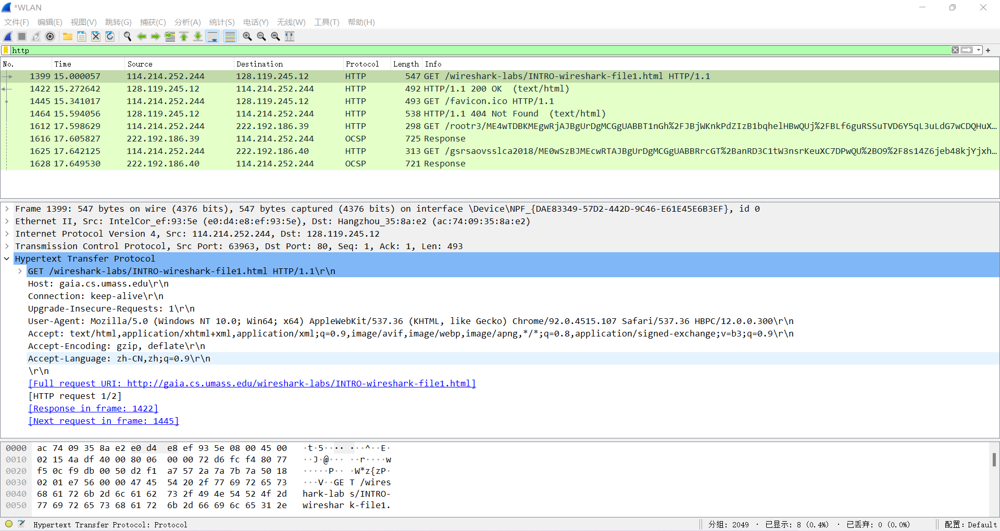 *WLAN
文件(F) 编辑(E) 视图(V) 跳转(G) 捕获(C) 分析(A) 统计(S) 电话(Y) 无线(W) 工具(T) 帮助(H)
http
No. Time Source Destination Protocol Length Info
1399 15.000057 114.214.252.244 128.119.245.12 HTTP 547 GET /wireshark-labs/INTRO-wireshark-file1.html HTTP/1.1
1422 15.272642 128.119.245.12 114.214.252.244 HTTP 492 HTTP/1.1 200 OK (text/html)
1445 15.341017 114.214.252.244 128.119.245.12 HTTP 493 GET /favicon.ico HTTP/1.1
1464 15.594056 128.119.245.12 114.214.252.244 HTTP 538 HTTP/1.1 404 Not Found (text/html)
1612 17.598629 114.214.252.244 222.192.186.39 HTTP 298 GET /rootr3/ME4wTDBKMEgwRjAJBgUrDgMCGgUABBT1nGh%2FJBjWKnkPdZIzB1bqhelHBwQUj%2FBLf6guRSSuTVD6Y5qL3uLdG7wCDQHuX...
1616 17.605827 222.192.186.39 114.214.252.244 OCSP 725 Response
1625 17.642125 114.214.252.244 222.192.186.40 HTTP 313 GET /gsrsaovsslca2018/ME0wSzBJMEcwRTAJBgUrDgMCGgUABBRrcGT%2BanRD3C1tW3nsrKeuXC7DPwQU%2BO9%2F8s14Z6jeb48kjYjxh...
1628 17.649530 222.192.186.40 114.214.252.244 OCSP 721 Response
Frame 1399: 547 bytes on wire (4376 bits), 547 bytes captured (4376 bits) on interface \Device\NPF_{DAE83349-57D2-442D-9C46-E61E45E6B3EF}, id 0
Ethernet II, Src: IntelCor_ef:93:5e (e0:d4:e8:ef:93:5e), Dst: Hangzhou_35:8a:e2 (ac:74:09:35:8a:e2)
Internet Protocol Version 4, Src: 114.214.252.244, Dst: 128.119.245.12
Transmission Control Protocol, Src Port: 63963, Dst Port: 80, Seq: 1, Ack: 1, Len: 493
Hypertext Transfer Protocol
GET /wireshark-labs/INTRO-wireshark-file1.html HTTP/1.1\r\n
Host: gaia.cs.umass.edu\r\n
Connection: keep-alive\r\n
Upgrade-Insecure-Requests: 1\r\n
User-Agent: Mozilla/5.0 (Windows NT 10.0; Win64; x64) AppleWebKit/537.36 (KHTML, like Gecko) Chrome/92.0.4515.107 Safari/537.36 HBPC/12.0.0.300\r\n
Accept: text/html,application/xhtml+xml,application/xml;q=0.9,image/avif,image/webp,image/apng,*/*;q=0.8,application/signed-exchange;v=b3;q=0.9\r\n
Accept-Encoding: gzip, deflate\r\n
Accept-Language: zh-CN,zh;q=0.9\r\n
\r\n
[Full request URI: http://gaia.cs.umass.edu/wireshark-labs/INTRO-wireshark-file1.html]
[HTTP request 1/2]
[Response in frame: 1422]
[Next request in frame: 1445]
0000 ac 74 09 35 8a e2 e0 d4 e8 ef 93 5e 08 00 45 00 ·t·5···· ···^··E·
0010 02 15 4a df 40 00 80 06 00 00 72 d6 fc f4 80 77 ··J·@··· ··r····w
0020 f5 0c f9 db 00 50 d2 f1 a7 57 2a 7a 7b 7a 50 18 ·····P·· ·W*z{zP·
0030 02 01 e7 56 00 00 47 45 54 20 2f 77 69 72 65 73 ···V··GE T /wires
0040 68 61 72 6b 2d 6c 61 62 73 2f 49 4e 54 52 4f 2d hark-lab s/INTRO-
0050 77 69 72 65 73 68 61 72 6b 2d 66 69 6c 65 31 2e wireshar k-file1.
Hypertext Transfer Protocol: Protocol 分组: 2049 · 已显示: 8 (0.4%) · 已丢弃: 0 (0.0%) 配置: Default